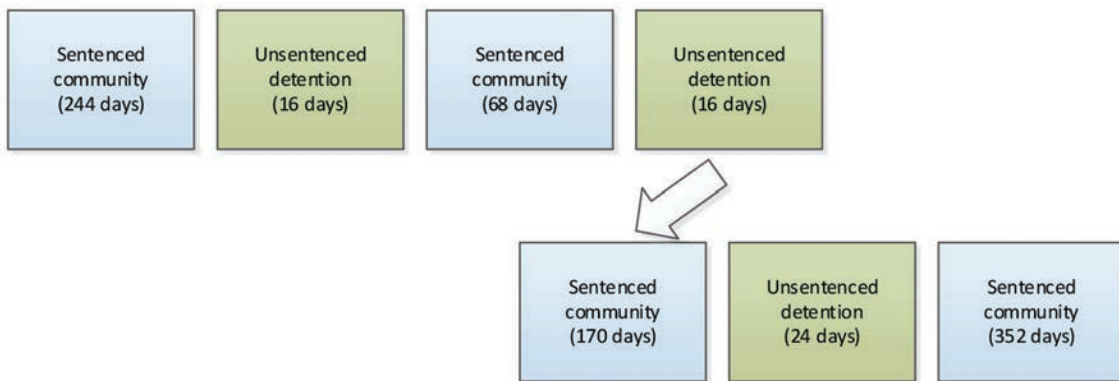 Sentenced
community
(244 days)
Unsentenced
detention
(16 days)
Sentenced
community
(68 days)
Unsentenced
detention
(16 days)
Sentenced
community
(170 days)
Unsentenced
detention
(24 days)
Sentenced
community
(352 days)